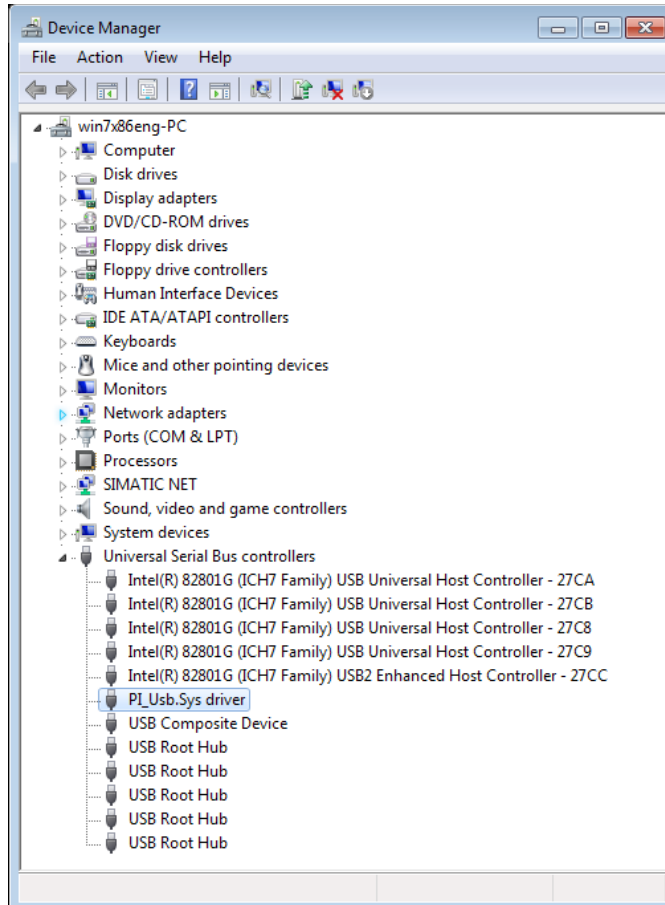 Device Manager
File Action View Help
win7x86eng-PC
Computer
Disk drives
Display adapters
DVD/CD-ROM drives
Floppy disk drives
Floppy drive controllers
Human Interface Devices
IDE ATA/ATAPI controllers
Keyboards
Mice and other pointing devices
Monitors
Network adapters
Ports (COM & LPT)
Processors
SIMATIC NET
Sound, video and game controllers
System devices
Universal Serial Bus controllers
Intel(R) 82801G (ICH7 Family) USB Universal Host Controller - 27CA
Intel(R) 82801G (ICH7 Family) USB Universal Host Controller - 27CB
Intel(R) 82801G (ICH7 Family) USB Universal Host Controller - 27C8
Intel(R) 82801G (ICH7 Family) USB Universal Host Controller - 27C9
Intel(R) 82801G (ICH7 Family) USB2 Enhanced Host Controller - 27CC
PI_Usb.Sys driver
USB Composite Device
USB Root Hub
USB Root Hub
USB Root Hub
USB Root Hub
USB Root Hub